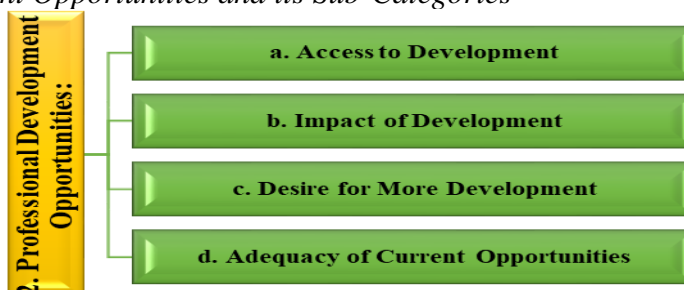 nt Opportunities and its Sub-Categories
2. Professional Development
Opportunities:
a. Access to Development
b. Impact of Development
c. Desire for More Development
d. Adequacy of Current Opportunities